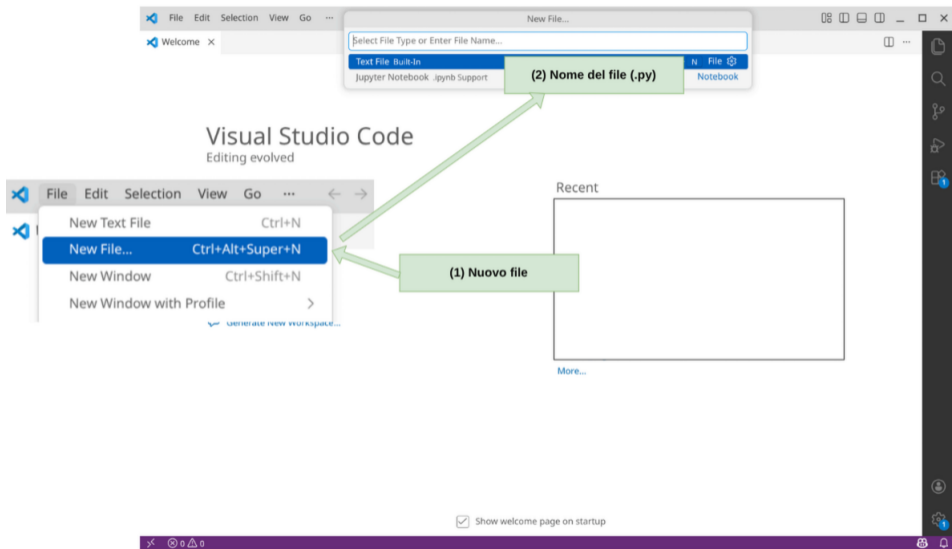 File Edit Selection View Go ···
New File...
Welcome
Select File Type or Enter File Name...
Text File Built-In
N File
Jupyter Notebook .ipynb Support
Notebook
(2) Nome del file (.py)
Visual Studio Code
Editing evolved
File Edit Selection View Go ···
New Text File Ctrl+N
New File... Ctrl+Alt+Super+N
New Window Ctrl+Shift+N
New Window with Profile
(1) Nuovo file
Generate New Workspace...
Recent
More...
Show welcome page on startup
0 0
1
1